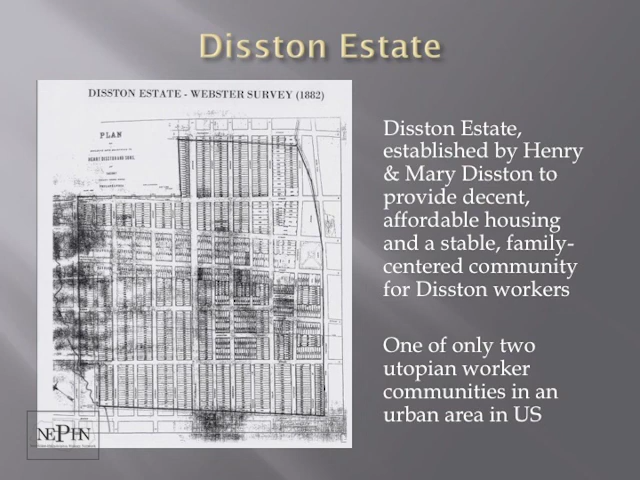 Disston Estate
DISSTON ESTATE - WEBSTER SURVEY (1882)
PLAN
HENRY DISSTON AND SONS,
PHILADELPHIA
Disston Estate,
established by Henry
& Mary Disston to
provide decent,
affordable housing
and a stable, family-
centered community
for Disston workers
One of only two
utopian worker
communities in an
urban area in US
NEPHN